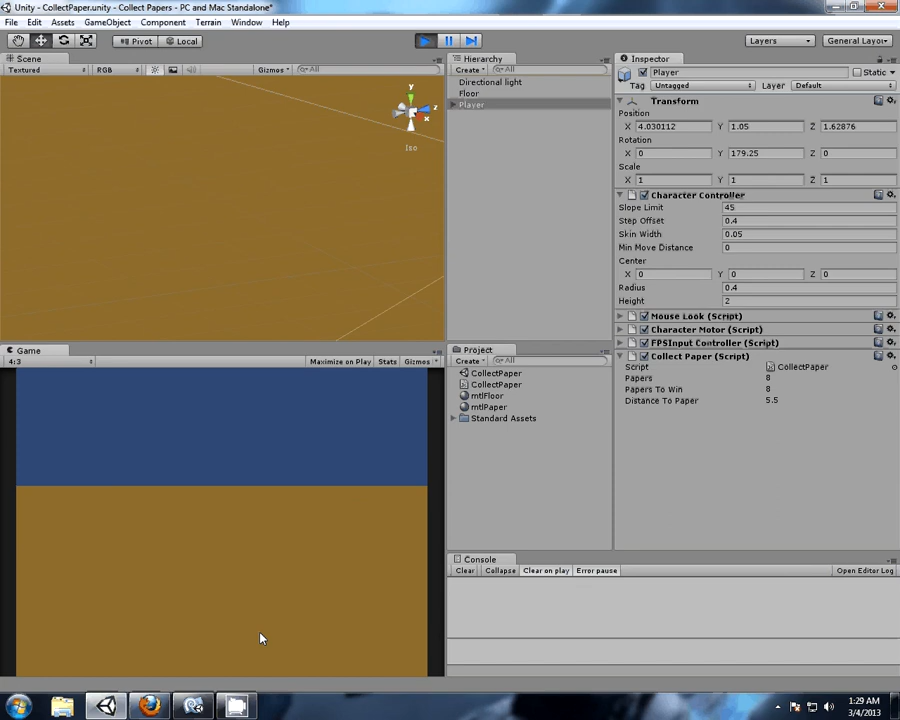 Unity - CollectPaper.unity - Collect Papers - PC and Mac Standalone*
File Edit Assets GameObject Component Terrain Window Help
Pivot Local Layers General Layou
Scene
Textured RGB Gizmos All
y
z
x
Iso
Hierarchy
Create All
Directional light
Floor
Player
Inspector
Player Static
Tag Untagged Layer Default
Transform
Position
X 4.030112 Y 1.05 Z 1.62876
Rotation
X 0 Y 179.25 Z 0
Scale
X 1 Y 1 Z 1
Character Controller
Slope Limit 45
Step Offset 0.4
Skin Width 0.05
Min Move Distance 0
Center
X 0 Y 0 Z 0
Radius 0.4
Height 2
Mouse Look (Script)
Character Motor (Script)
FPSInput Controller (Script)
Collect Paper (Script)
Script CollectPaper
Papers 8
Papers To Win 8
Distance To Paper 5.5
Game
4:3 Maximize on Play Stats Gizmos
Project
Create All
CollectPaper
CollectPaper
mtlFloor
mtlPaper
Standard Assets
Console
Clear Collapse Clear on play Error pause Open Editor Log
1:29 AM
3/4/2013